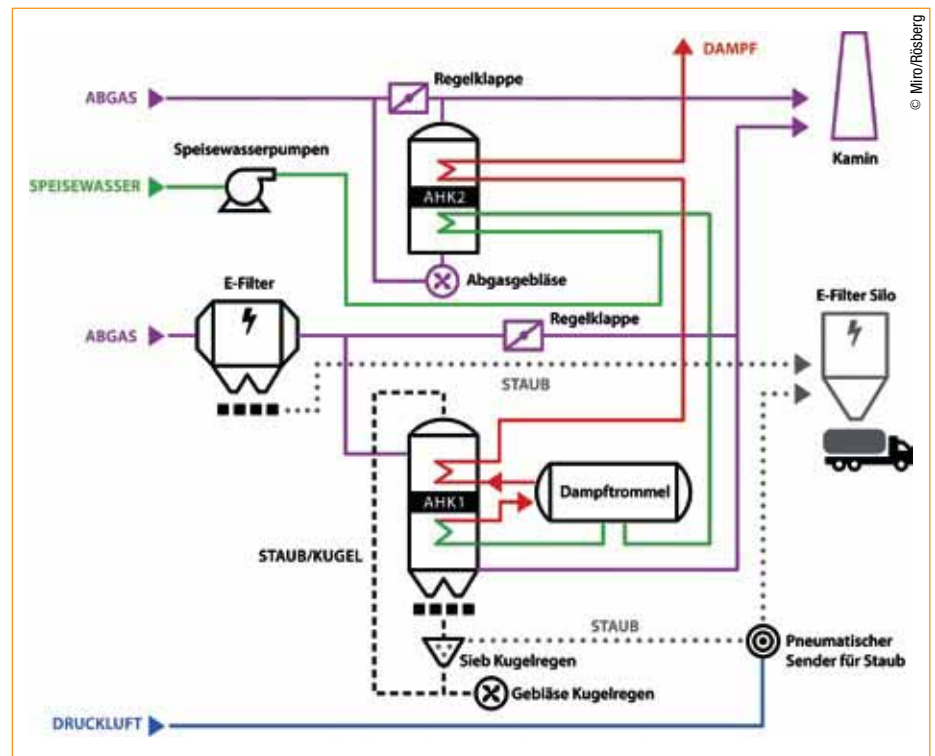 © Miro/Rösberg
DAMPF
Regelklappe
ABGAS
Kamin
Speisewasserpumpen
SPEISEWASSER
AHK2
Abgasgebläse
E-Filter
E-Filter Silo
Regelklappe
ABGAS
STAUB
Dampftrommel
AHK1
STAUB/KUGEL
STAUB
Pneumatischer
Sender für Staub
Sieb Kugelregen
Gebläse Kugelregen
DRUCKLUFT